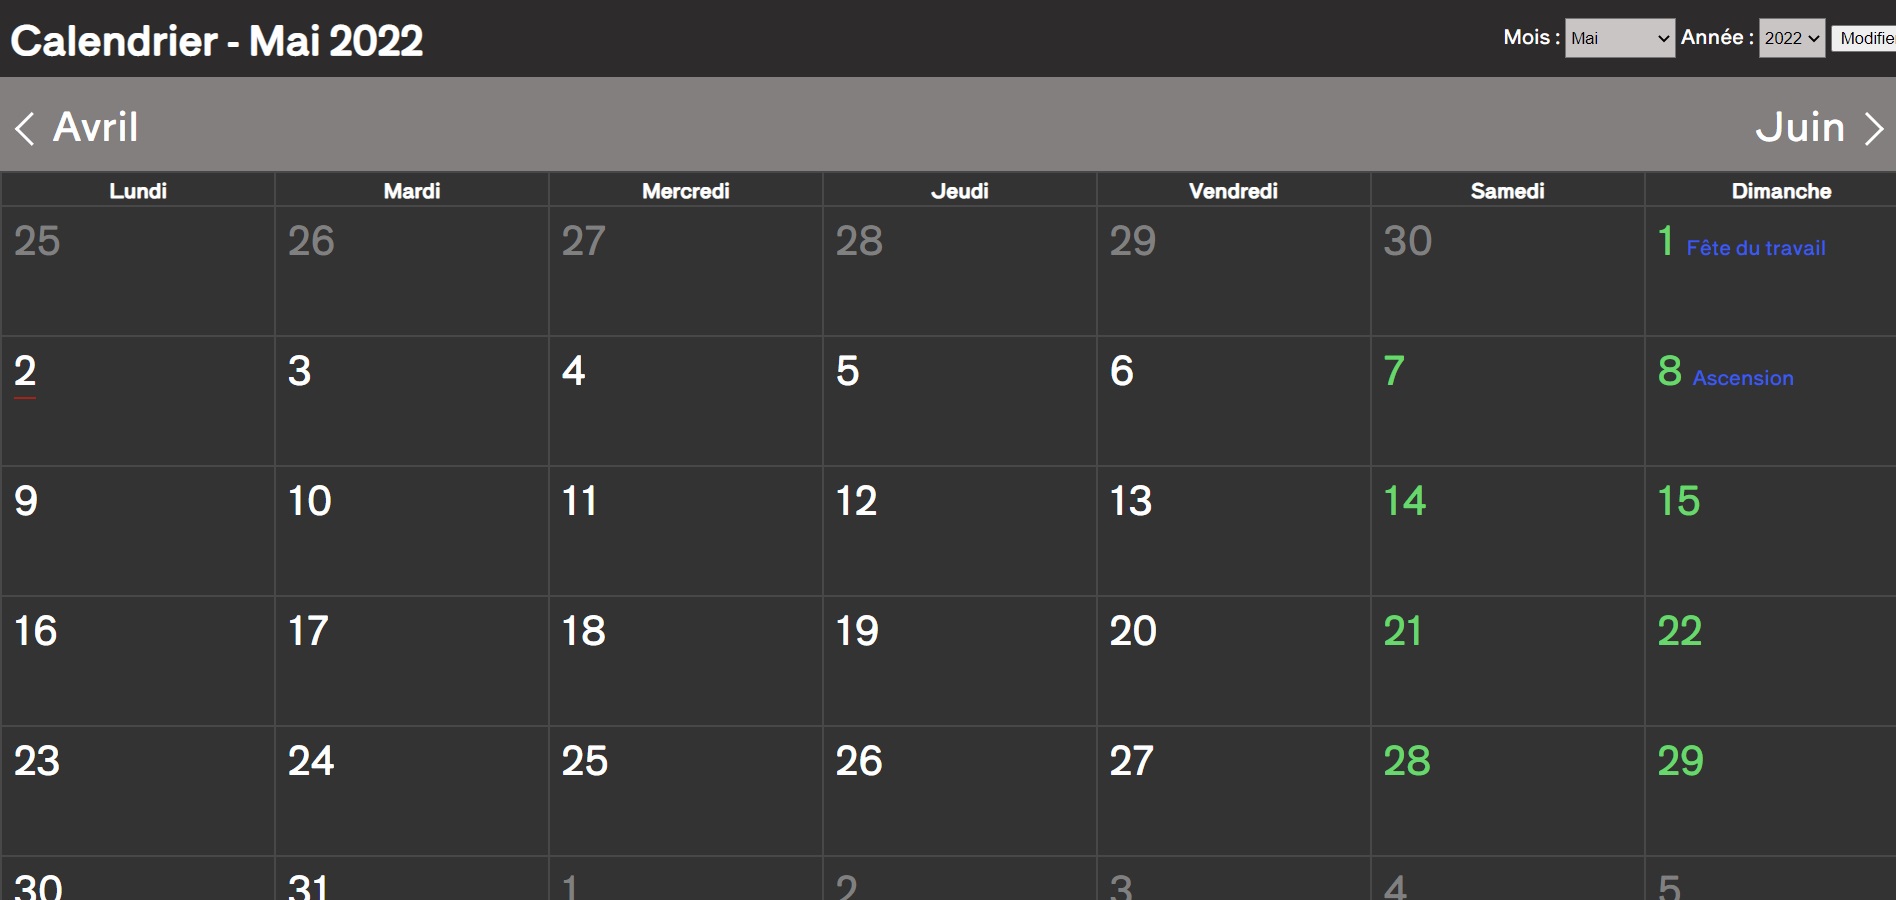 Calendrier - Mai 2022
Mois : Mai Année : 2022 Modifie
Avril
Juin
Lundi Mardi Mercredi Jeudi Vendredi Samedi Dimanche
25 26 27 28 29 30 1 Fête du travail
2 3 4 5 6 7 8 Ascension
9 10 11 12 13 14 15
16 17 18 19 20 21 22
23 24 25 26 27 28 29
30 31 1 2 3 4 5